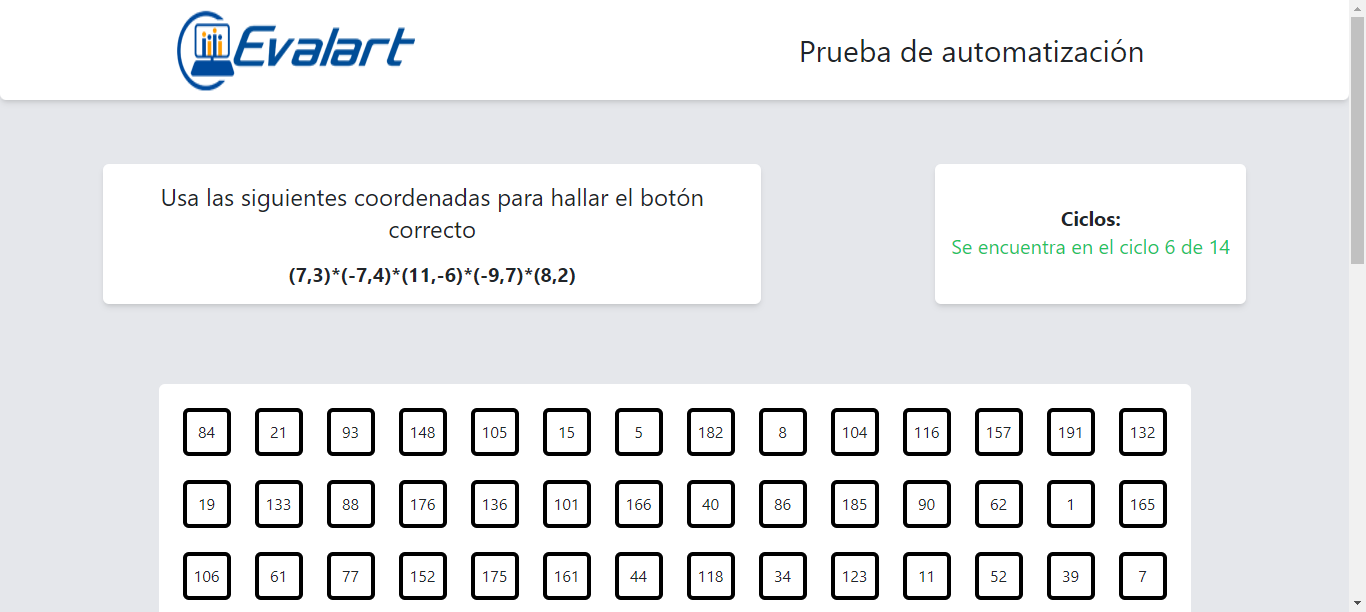 Evalart
Prueba de automatización
Usa las siguientes coordenadas para hallar el botón
correcto
(7,3)*(-7,4)*(11,-6)*(-9,7)*(8,2)
Ciclos:
Se encuentra en el ciclo 6 de 14
84 21 93 148 105 15 5 182 8 104 116 157 191 132
19 133 88 176 136 101 166 40 86 185 90 62 1 165
106 61 77 152 175 161 44 118 34 123 11 52 39 7